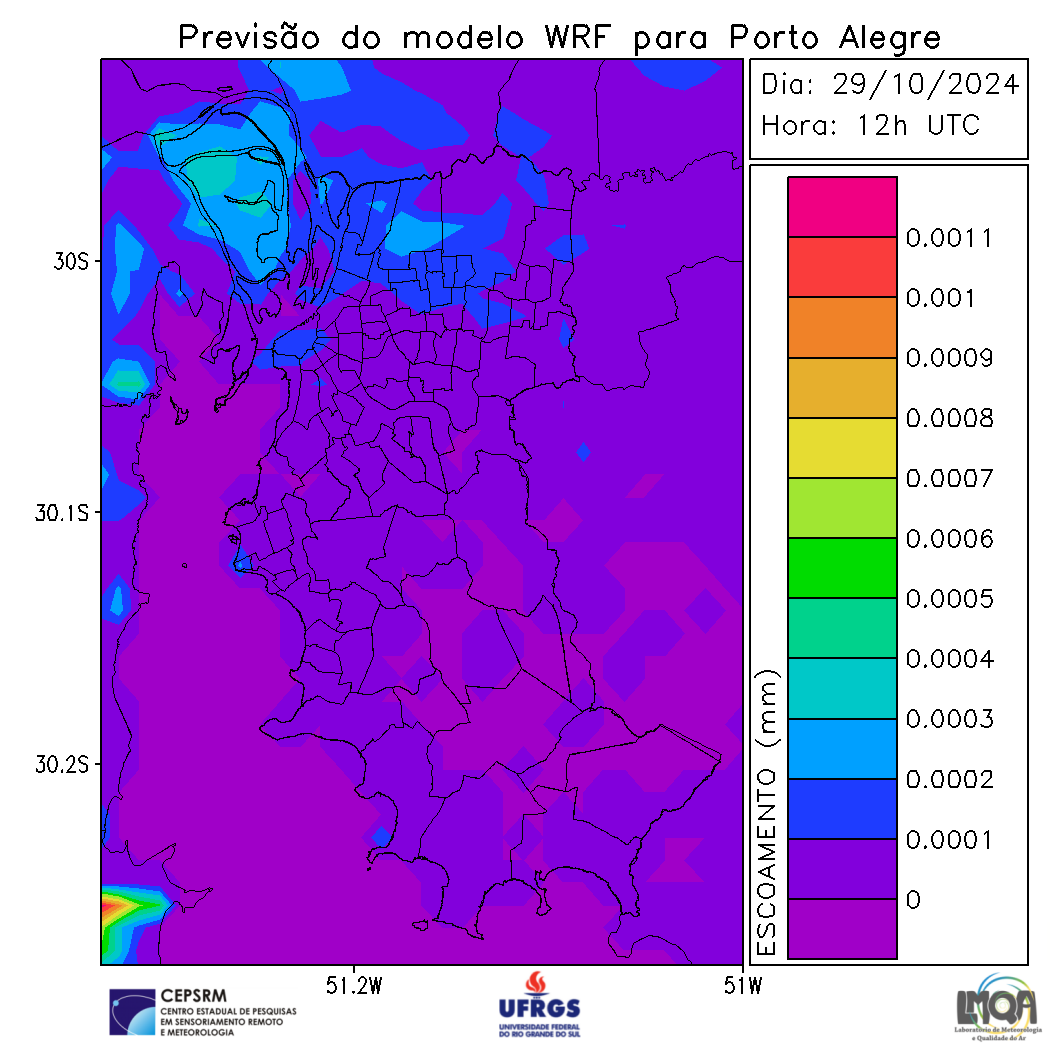 Previsão do modelo WRF para Porto Alegre
Dia: 29/10/2024
Hora: 12h UTC
30S
30.1S
30.2S
51.2W
51W
ESCOAMENTO (mm)
0.0011
0.001
0.0009
0.0008
0.0007
0.0006
0.0005
0.0004
0.0003
0.0002
0.0001
0
CEPSRM
CENTRO ESTADUAL DE PESQUISAS
EM SENSORIAMENTO REMOTO
E METEOROLOGIA
UFRGS
UNIVERSIDADE FEDERAL
DO RIO GRANDE DO SUL
LMQA
Laboratório de Meteorologia
e Qualidade do Ar